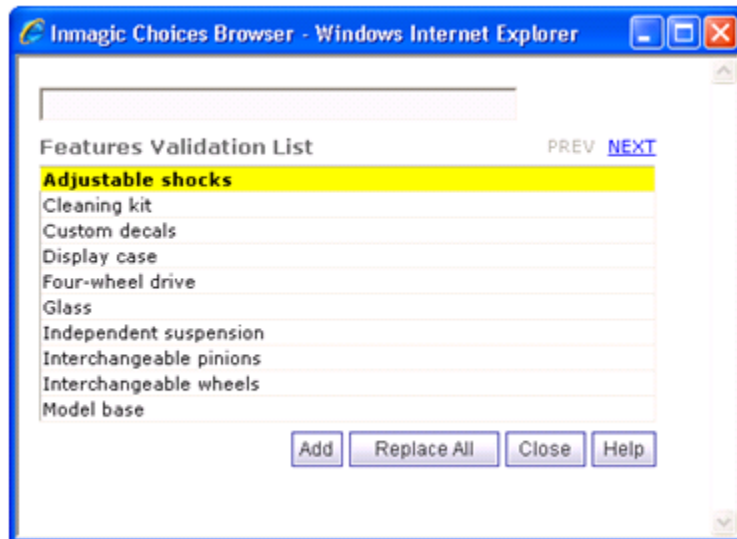 Inmagic Choices Browser - Windows Internet Explorer
Features Validation List PREV NEXT
Adjustable shocks
Cleaning kit
Custom decals
Display case
Four-wheel drive
Glass
Independent suspension
Interchangeable pinions
Interchangeable wheels
Model base
Add Replace All Close Help